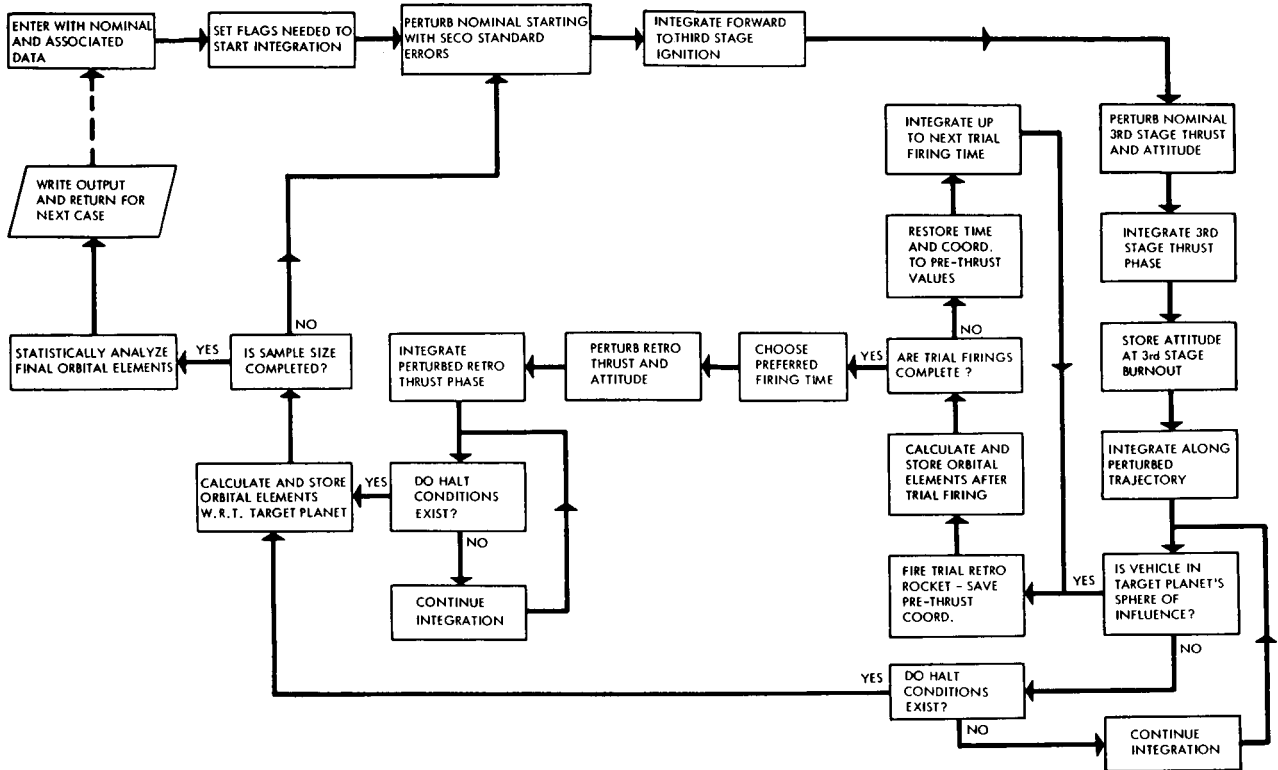 ENTER WITH NOMINAL
AND ASSOCIATED
DATA
SET FLAGS NEEDED TO
START INTEGRATION
PERTURB NOMINAL STARTING
WITH SECO STANDARD
ERRORS
INTEGRATE FORWARD
TO THIRD STAGE
IGNITION
PERTURB NOMINAL
3RD STAGE THRUST
AND ATTITUDE
INTEGRATE 3RD
STAGE THRUST
PHASE
STORE ATTITUDE
AT 3rd STAGE
BURNOUT
INTEGRATE ALONG
PERTURBED
TRAJECTORY
IS VEHICLE IN
TARGET PLANET'S
SPHERE OF
INFLUENCE?
YES
NO
FIRE TRIAL RETRO
ROCKET - SAVE
PRE-THRUST
COORD.
CALCULATE AND
STORE ORBITAL
ELEMENTS AFTER
TRIAL FIRING
ARE TRIAL FIRINGS
COMPLETE ?
NO
YES
RESTORE TIME
AND COORD.
TO PRE-THRUST
VALUES
INTEGRATE UP
TO NEXT TRIAL
FIRING TIME
CHOOSE
PREFERRED
FIRING TIME
PERTURB RETRO
THRUST AND
ATTITUDE
INTEGRATE
PERTURBED RETRO
THRUST PHASE
DO HALT
CONDITIONS
EXIST?
YES
NO
CONTINUE
INTEGRATION
DO HALT
CONDITIONS
EXIST?
YES
NO
CONTINUE
INTEGRATION
CALCULATE AND STORE
ORBITAL ELEMENTS
W.R.T. TARGET PLANET
IS SAMPLE SIZE
COMPLETED?
NO
YES
STATISTICALLY ANALYZE
FINAL ORBITAL ELEMENTS
WRITE OUTPUT
AND RETURN FOR
NEXT CASE